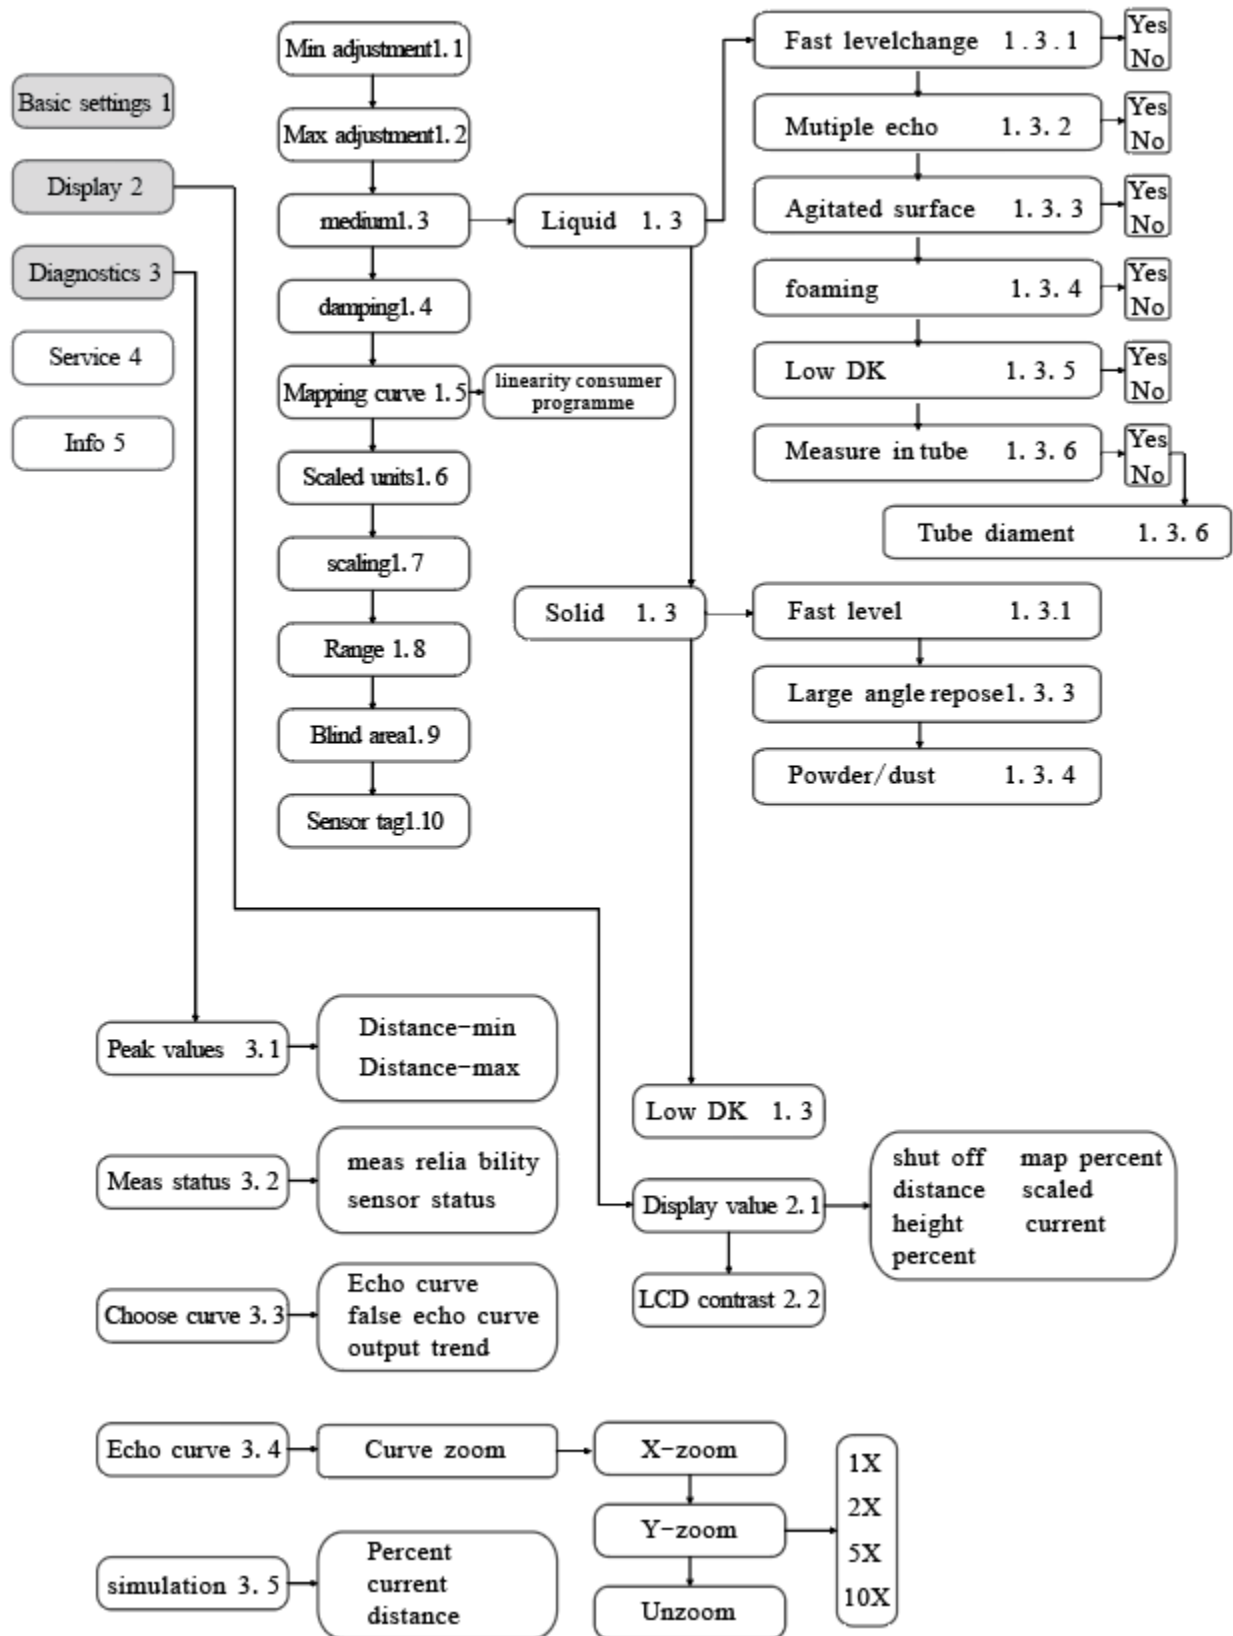 Basic settings 1
Display 2
Diagnostics 3
Service 4
Info 5
Min adjustment1. 1
Max adjustment1. 2
medium1. 3
damping1. 4
Mapping curve 1. 5
linearity consumer
programme
Scaled units1. 6
scaling1. 7
Range 1. 8
Blind area1. 9
Sensor tag1.10
Liquid 1. 3
Fast levelchange 1 . 3 . 1
Yes
No
Mutiple echo 1. 3. 2
Yes
No
Agitated surface 1. 3. 3
Yes
No
foaming 1. 3. 4
Yes
No
Low DK 1. 3. 5
Yes
No
Measure in tube 1. 3. 6
Yes
No
Tube diament 1. 3. 6
Solid 1. 3
Fast level 1. 3.1
Large angle repose1. 3. 3
Powder/dust 1. 3. 4
Low DK 1. 3
Display value 2. 1
shut off map percent
distance scaled
height current
percent
LCD contrast 2. 2
Peak values 3. 1
Distance-min
Distance-max
Meas status 3. 2
meas relia bility
sensor status
Choose curve 3. 3
Echo curve
false echo curve
output trend
Echo curve 3. 4
Curve zoom
X-zoom
Y-zoom
Unzoom
1X
2X
5X
10X
simulation 3. 5
Percent
current
distance